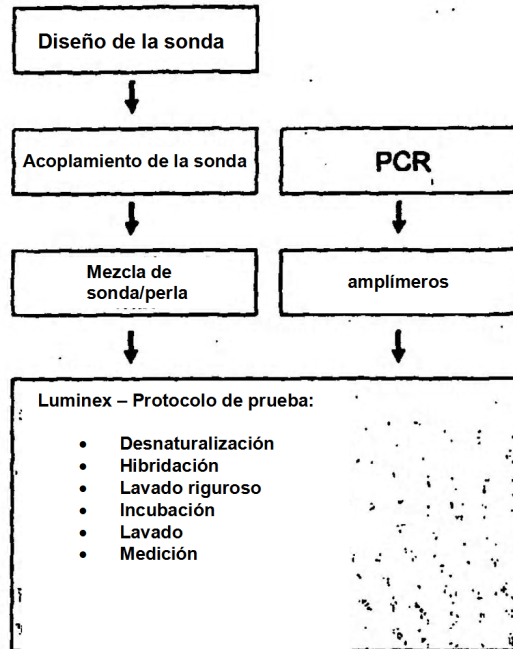 Diseño de la sonda
Acoplamiento de la sonda
PCR
Mezcla de
sonda/perla
amplímeros
Luminex – Protocolo de prueba:
• Desnaturalización
• Hibridación
• Lavado riguroso
• Incubación
• Lavado
• Medición